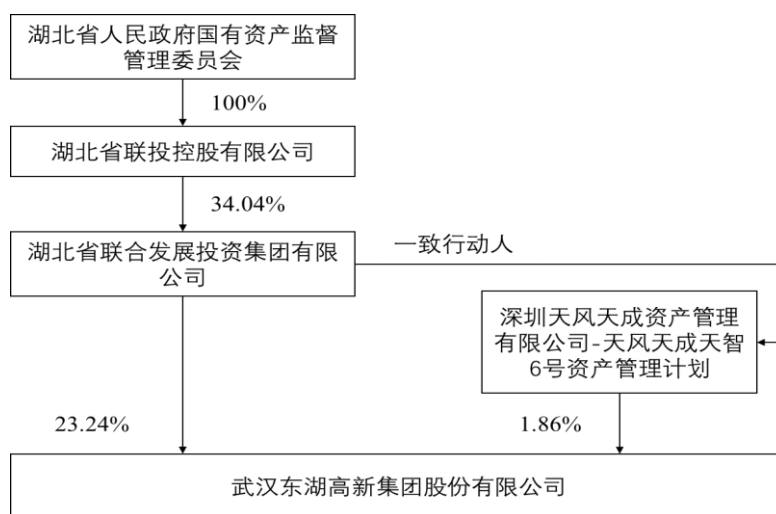 湖北省人民政府国有资产监督
管理委员会
100%
湖北省联投控股有限公司
34.04%
湖北省联合发展投资集团有限
公司
一致行动人
深圳天风天成资产管理
有限公司-天风天成天智
6号资产管理计划
23.24%
1.86%
武汉东湖高新集团股份有限公司